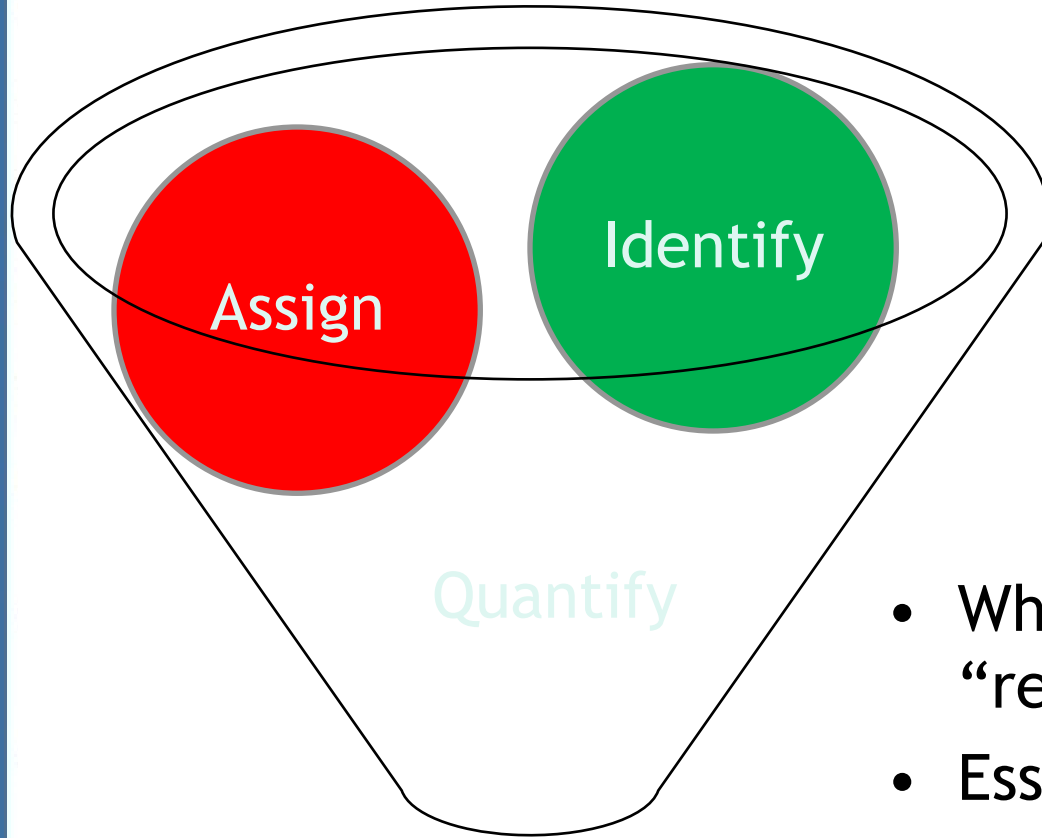 Identify
Assign
Quantify
• Wh
“re
• Ess